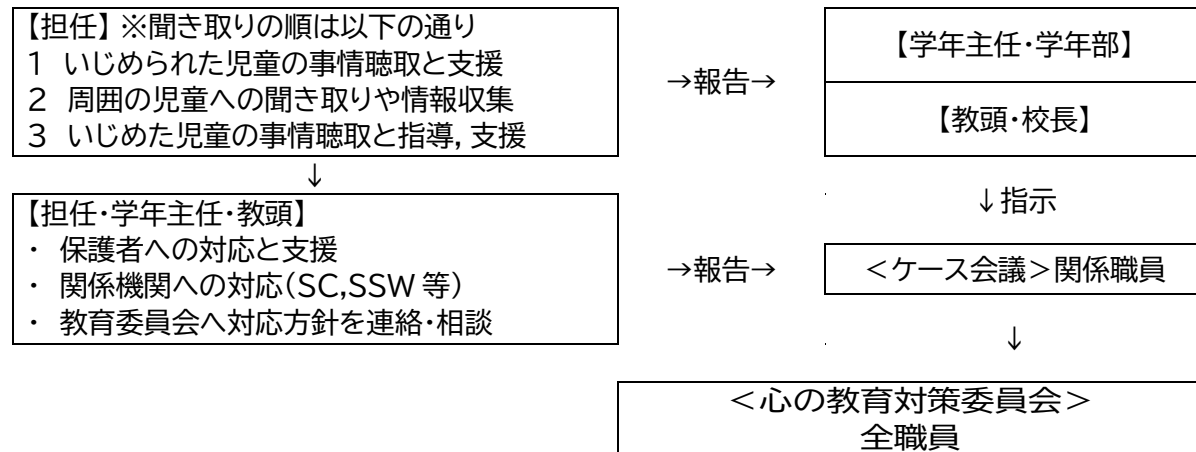 【担任】 ※聞き取りの順は以下の通り
1 いじめられた児童の事情聴取と支援
2 周囲の児童への聞き取りや情報収集
3 いじめた児童の事情聴取と指導，支援
→報告→
【学年主任・学年部】
【教頭・校長】
↓
↓指示
【担任・学年主任・教頭】
・ 保護者への対応と支援
・ 関係機関への対応（SC,SSW 等）
・ 教育委員会へ対応方針を連絡・相談
→報告→
＜ケース会議＞関係職員
↓
＜心の教育対策委員会＞
全職員